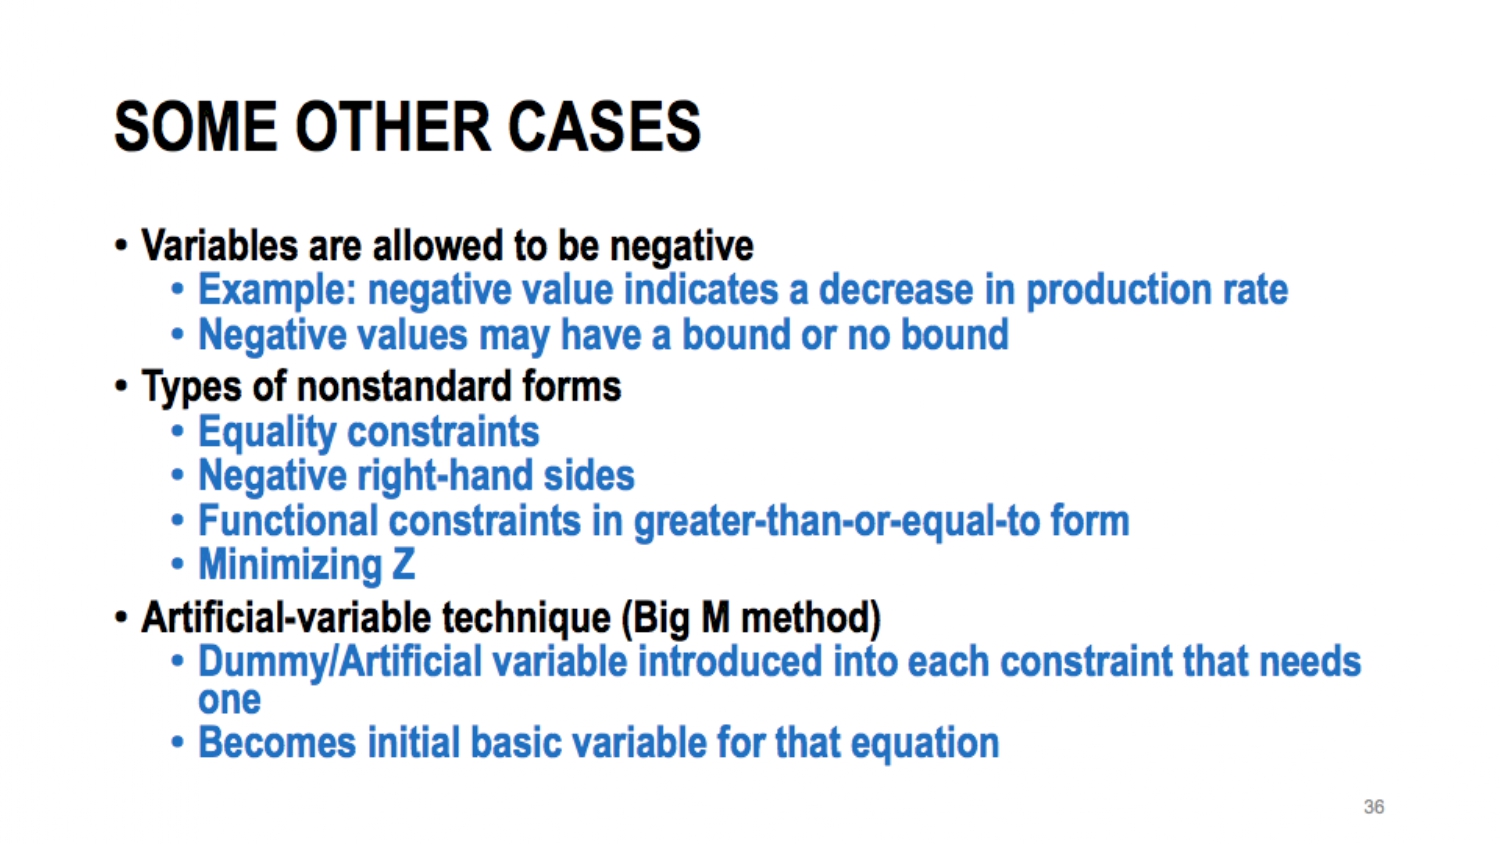 SOME OTHER CASES
• Variables are allowed to be negative
• Example: negative value indicates a decrease in production rate
• Negative values may have a bound or no bound
• Types of nonstandard forms
• Equality constraints
• Negative right-hand sides
• Functional constraints in greater-than-or-equal-to form
• Minimizing Z
• Artificial-variable technique (Big M method)
• Dummy/Artificial variable introduced into each constraint that needs
one
• Becomes initial basic variable for that equation
36